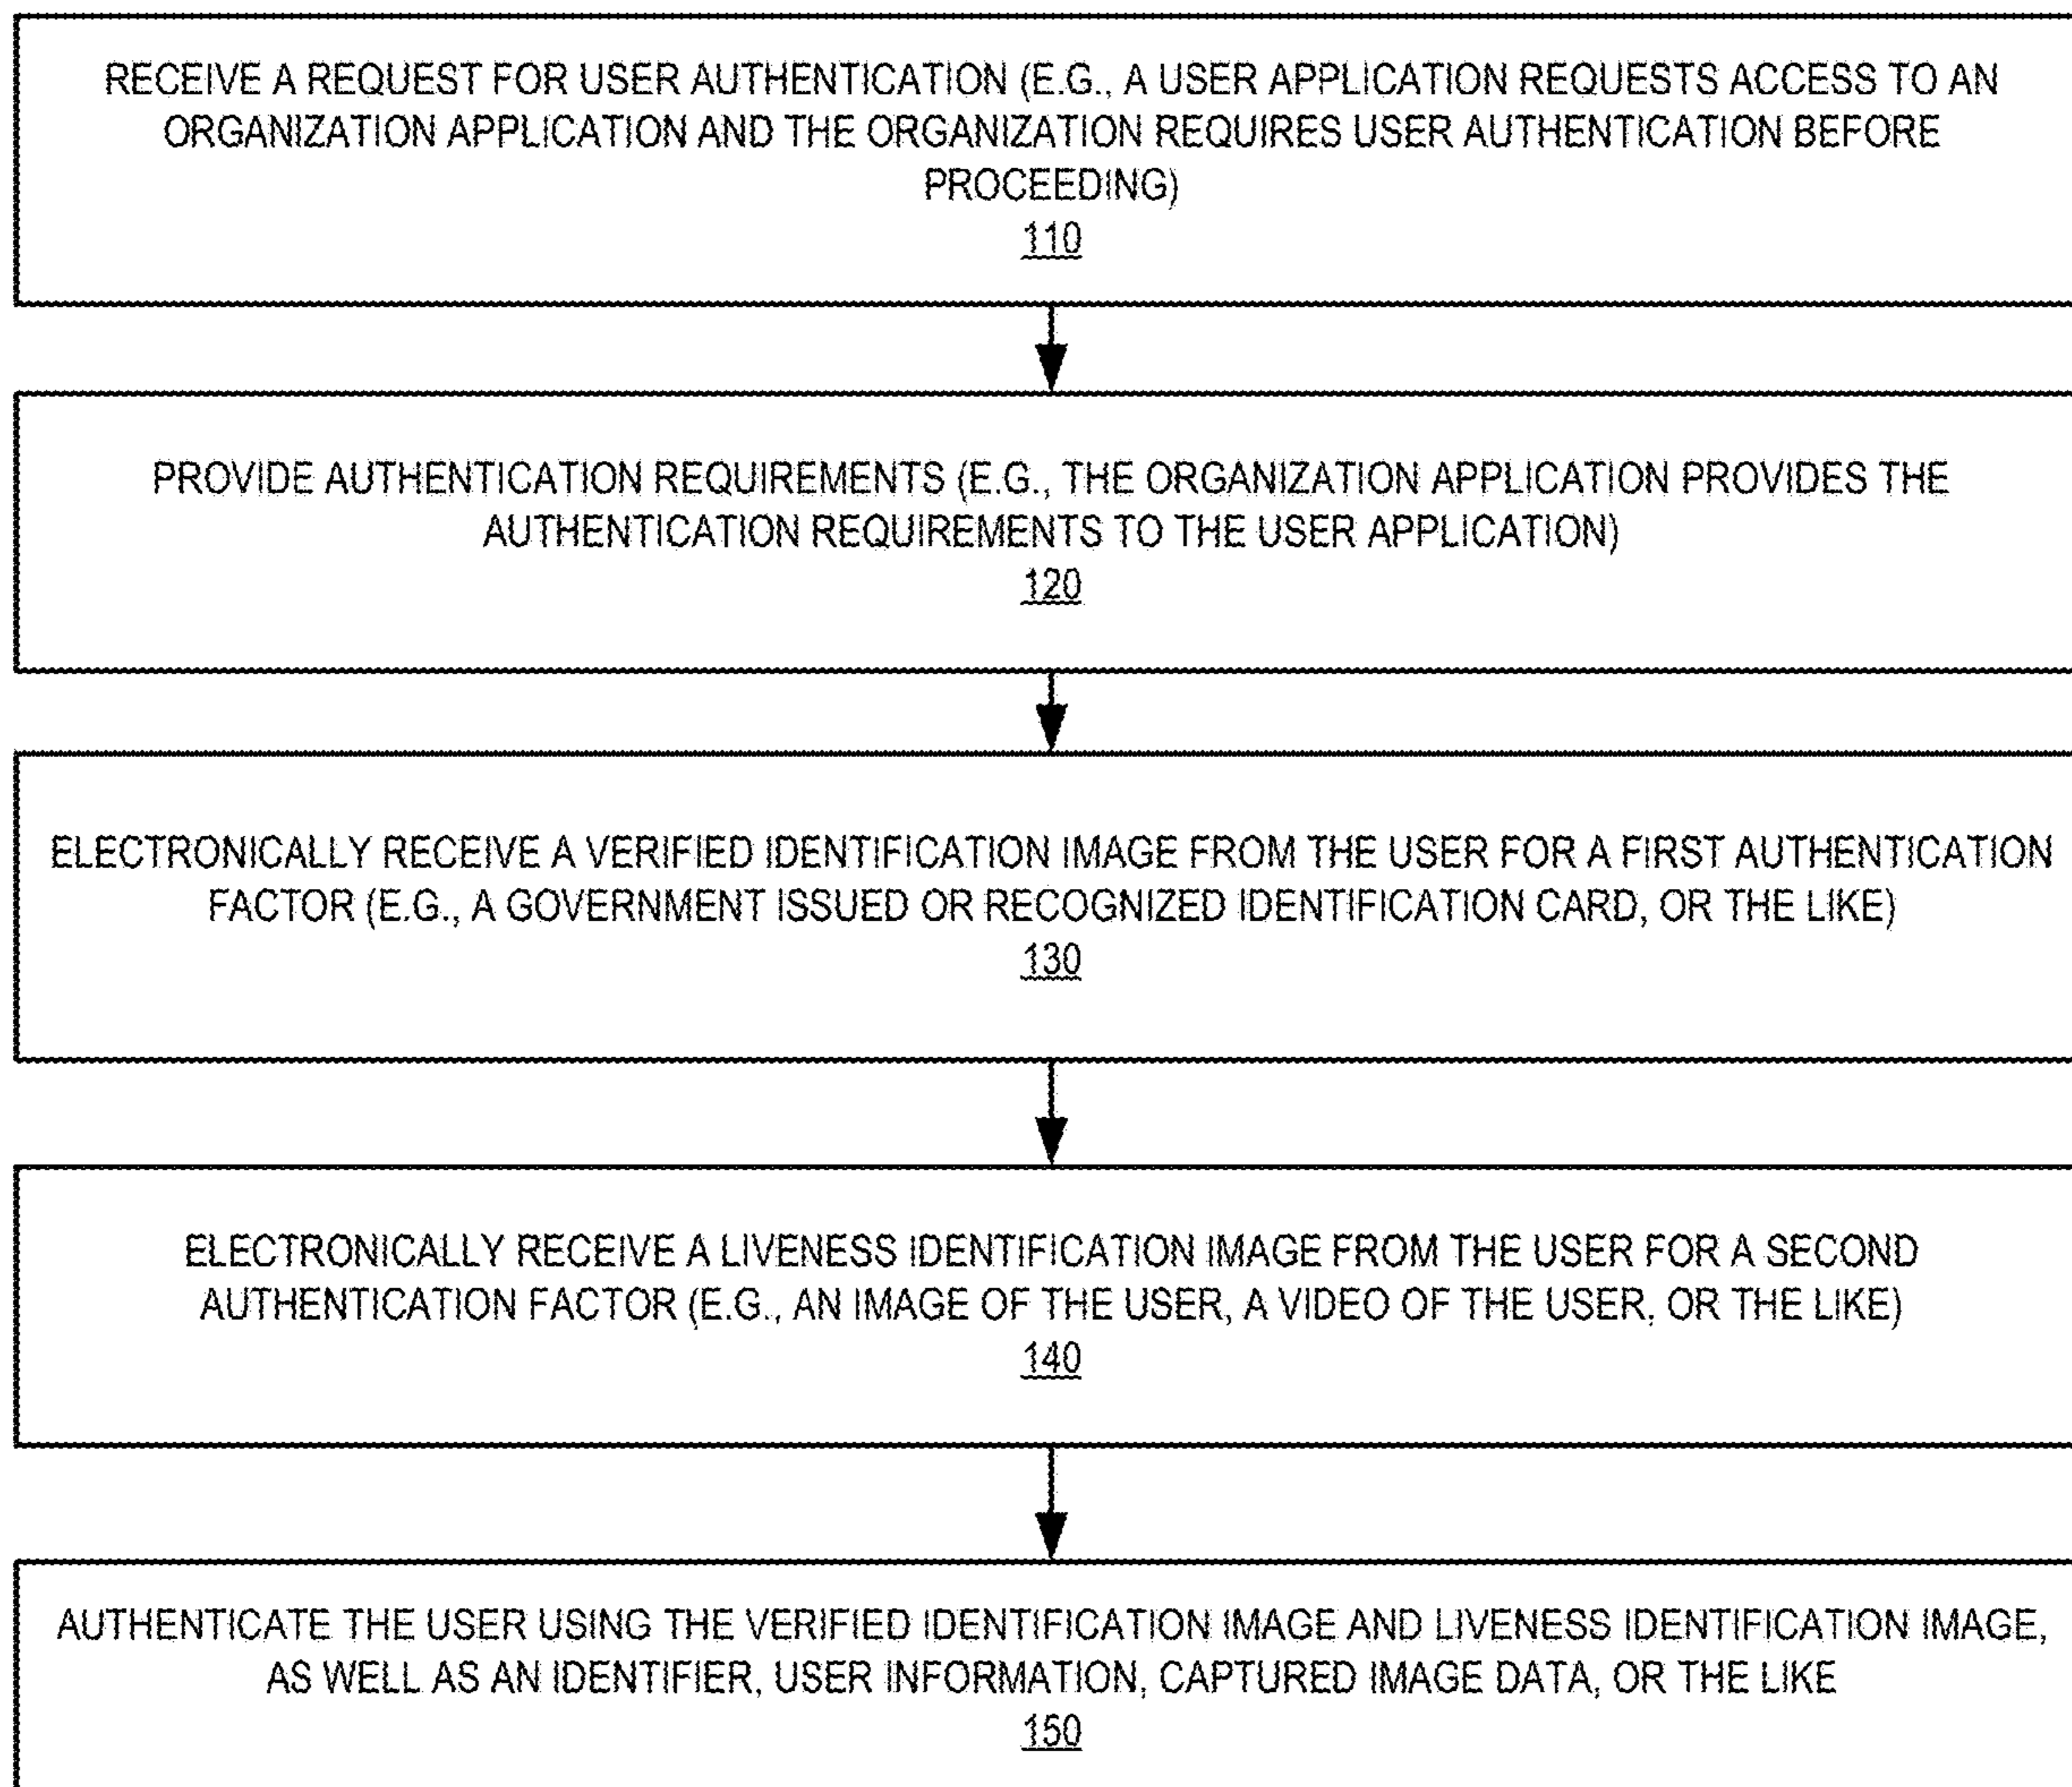 RECEIVE A REQUEST FOR USER AUTHENTICATION (E.G., A USER APPLICATION REQUESTS ACCESS TO AN
ORGANIZATION APPLICATION AND THE ORGANIZATION REQUIRES USER AUTHENTICATION BEFORE
PROCEEDING)
110
PROVIDE AUTHENTICATION REQUIREMENTS (E.G., THE ORGANIZATION APPLICATION PROVIDES THE
AUTHENTICATION REQUIREMENTS TO THE USER APPLICATION)
120
ELECTRONICALLY RECEIVE A VERIFIED IDENTIFICATION IMAGE FROM THE USER FOR A FIRST AUTHENTICATION
FACTOR (E.G., A GOVERNMENT ISSUED OR RECOGNIZED IDENTIFICATION CARD, OR THE LIKE)
130
ELECTRONICALLY RECEIVE A LIVENESS IDENTIFICATION IMAGE FROM THE USER FOR A SECOND
AUTHENTICATION FACTOR (E.G., AN IMAGE OF THE USER, A VIDEO OF THE USER, OR THE LIKE)
140
AUTHENTICATE THE USER USING THE VERIFIED IDENTIFICATION IMAGE AND LIVENESS IDENTIFICATION IMAGE,
AS WELL AS AN IDENTIFIER, USER INFORMATION, CAPTURED IMAGE DATA, OR THE LIKE
150